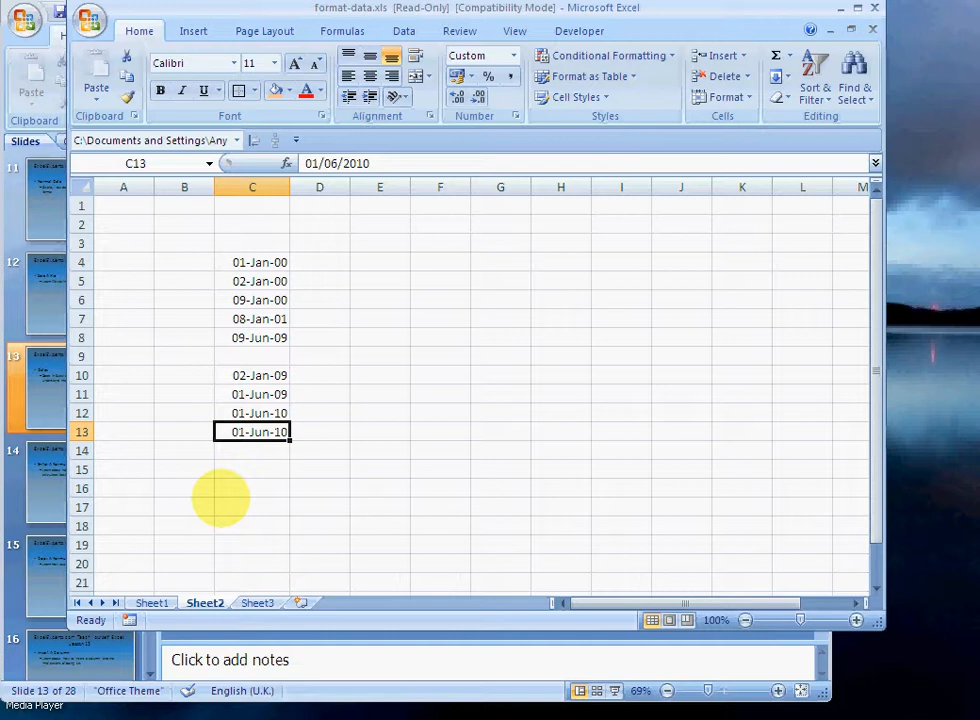 format-data.xls [Read-Only] [Compatibility Mode] - Microsoft Excel
Home Insert Page Layout Formulas Data Review View Developer
Paste
Clipboard
Calibri 11
B I U A
Font
Alignment
Custom
% ,
Number
Conditional Formatting
Format as Table
Cell Styles
Styles
Insert
Delete
Format
Cells
Σ
Sort & Filter
Find & Select
Editing
Paste
Clipboard
Slides
C:\Documents and Settings\Any
C13 fx 01/06/2010
A B C D E F G H I J K L M
1
2
3
4 01-Jan-00
5 02-Jan-00
6 09-Jan-00
7 08-Jan-01
8 09-Jun-09
9
10 02-Jan-09
11 01-Jun-09
12 01-Jun-10
13 01-Jun-10
14
15
16
17
18
19
20
21
11
12
13
14
15
16
Sheet1 Sheet2 Sheet3
Ready 100%
Click to add notes
Slide 13 of 28 "Office Theme" English (U.K.) 69%
Media Player